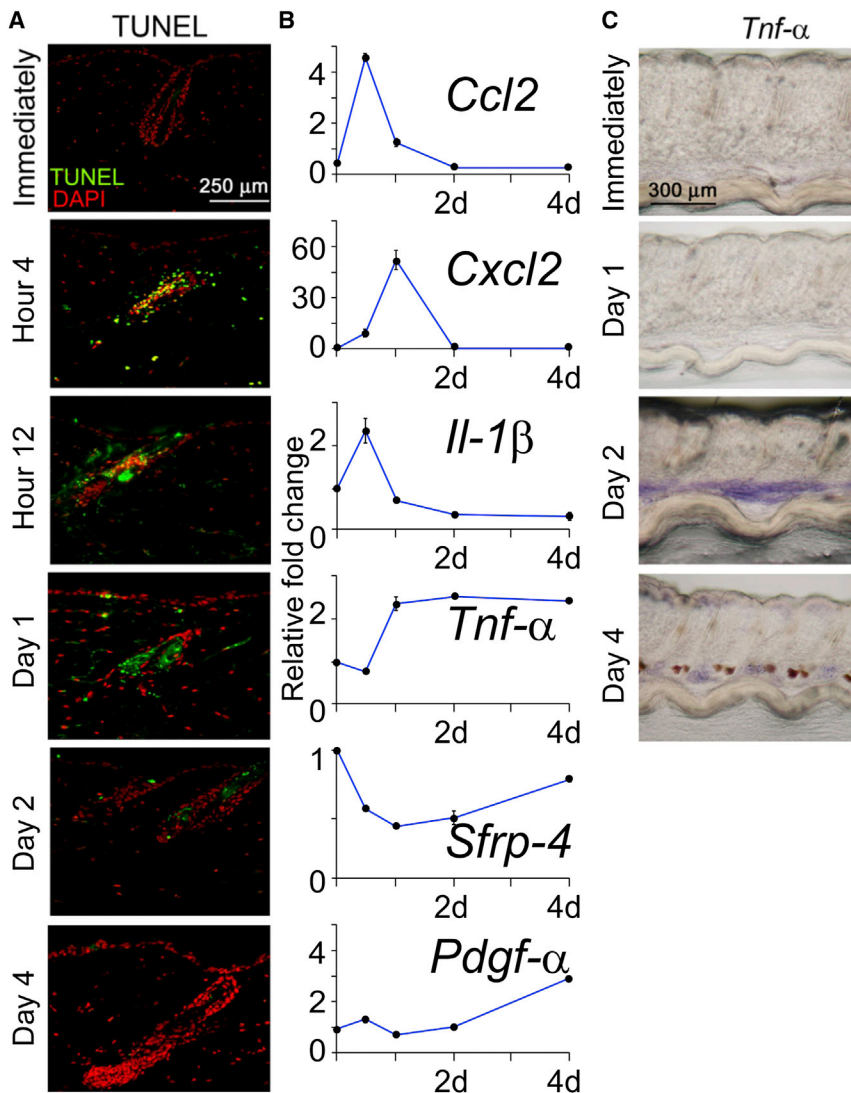 A
TUNEL
Immediately
TUNEL
DAPI
250 μm
Hour 4
Hour 12
Day 1
Day 2
Day 4
B
Relative fold change
4
2
0
Ccl2
2d
4d
60
30
0
Cxcl2
2d
4d
2
0
Il-1β
2d
4d
2
0
Tnf-α
2d
4d
1
0
Sfrp-4
2d
4d
4
2
0
Pdgf-α
2d
4d
C
Tnf-α
Immediately
300 μm
Day 1
Day 2
Day 4